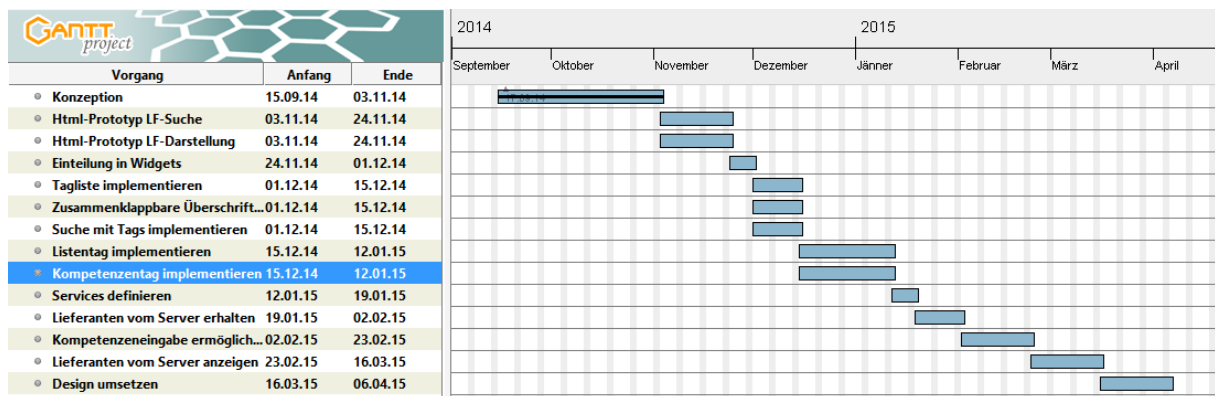 GANTT
project
2014 2015
September Oktober November Dezember Jänner Februar März April
Vorgang Anfang Ende
Konzeption 15.09.14 03.11.14
17.09.14
Html-Prototyp LF-Suche 03.11.14 24.11.14
Html-Prototyp LF-Darstellung 03.11.14 24.11.14
Einteilung in Widgets 24.11.14 01.12.14
Tagliste implementieren 01.12.14 15.12.14
Zusammenklappbare Überschrift... 01.12.14 15.12.14
Suche mit Tags implementieren 01.12.14 15.12.14
Listentag implementieren 15.12.14 12.01.15
Kompetenzentag implementieren 15.12.14 12.01.15
Services definieren 12.01.15 19.01.15
Lieferanten vom Server erhalten 19.01.15 02.02.15
Kompetenzeneingabe ermöglich... 02.02.15 23.02.15
Lieferanten vom Server anzeigen 23.02.15 16.03.15
Design umsetzen 16.03.15 06.04.15